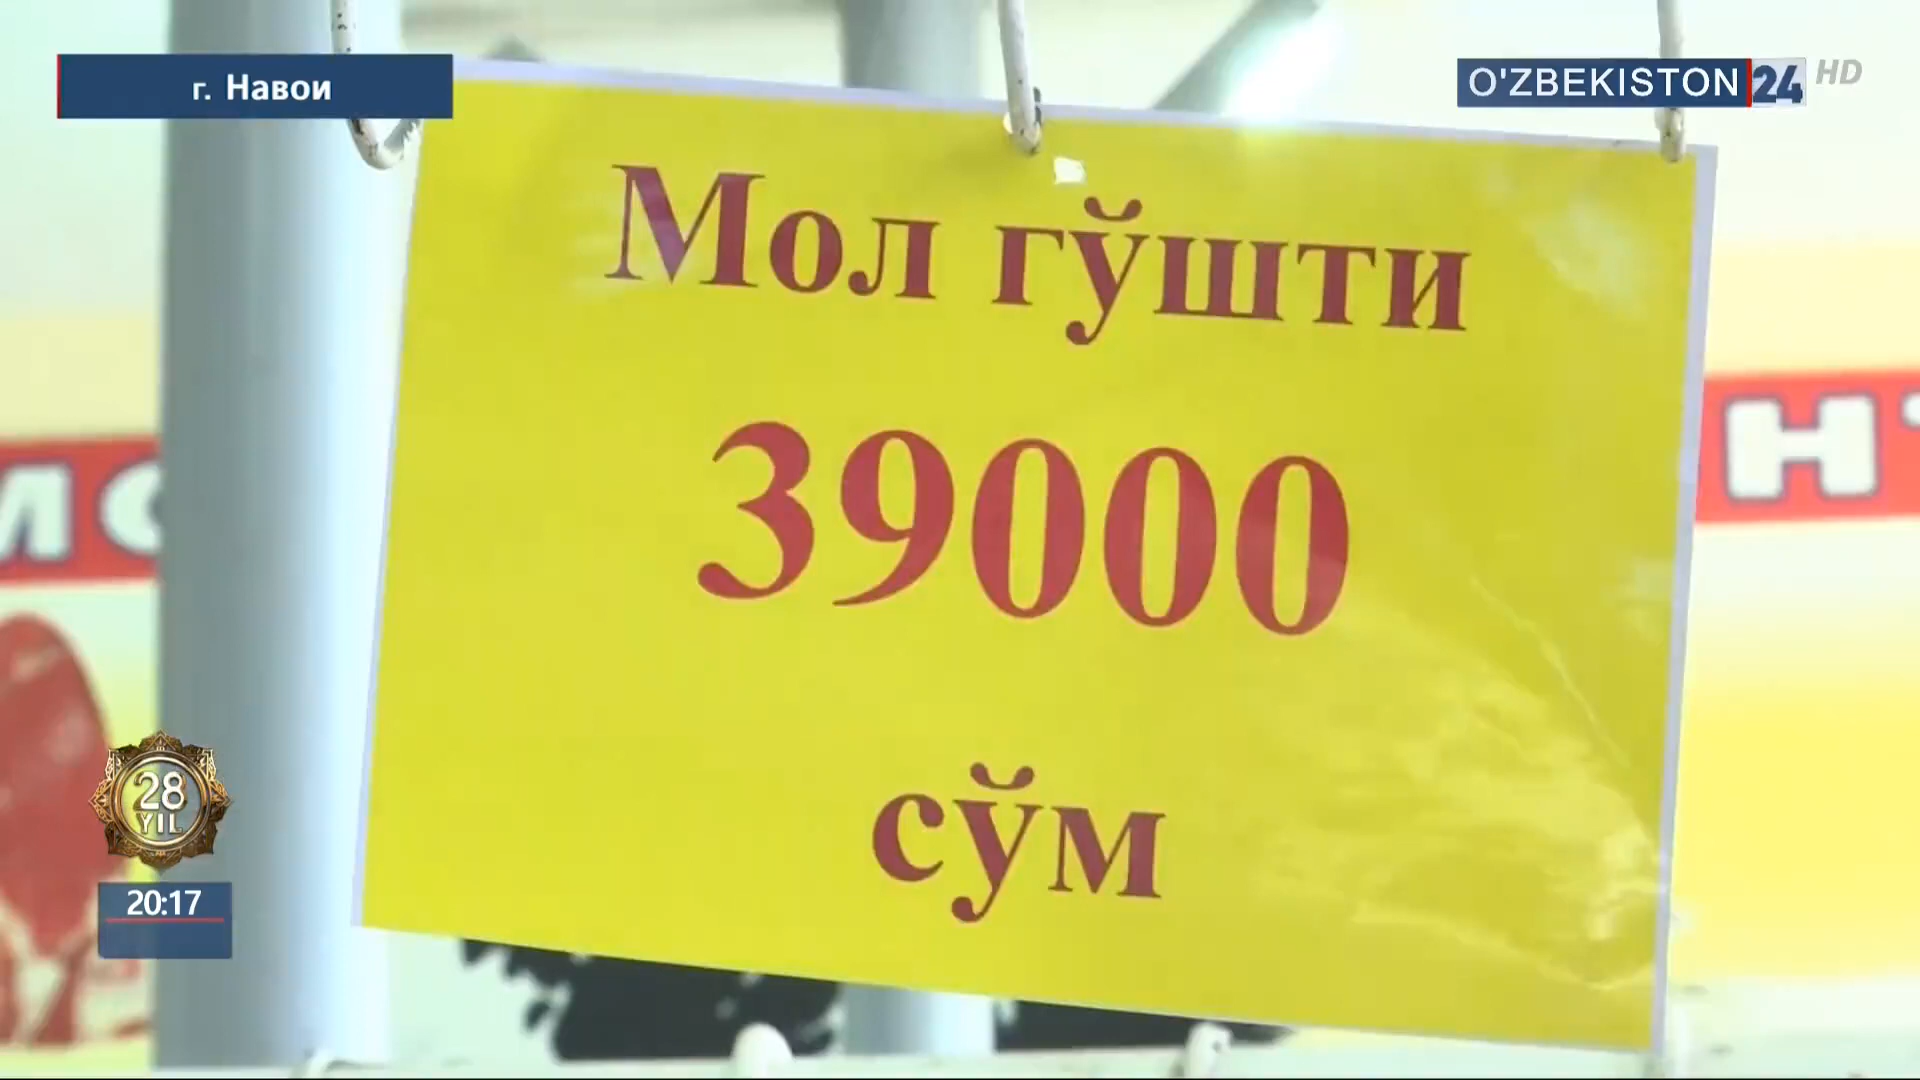 г. Навои
O'ZBEKISTON 24 HD
Мол гўшти
39000
сўм
28
YIL
20:17